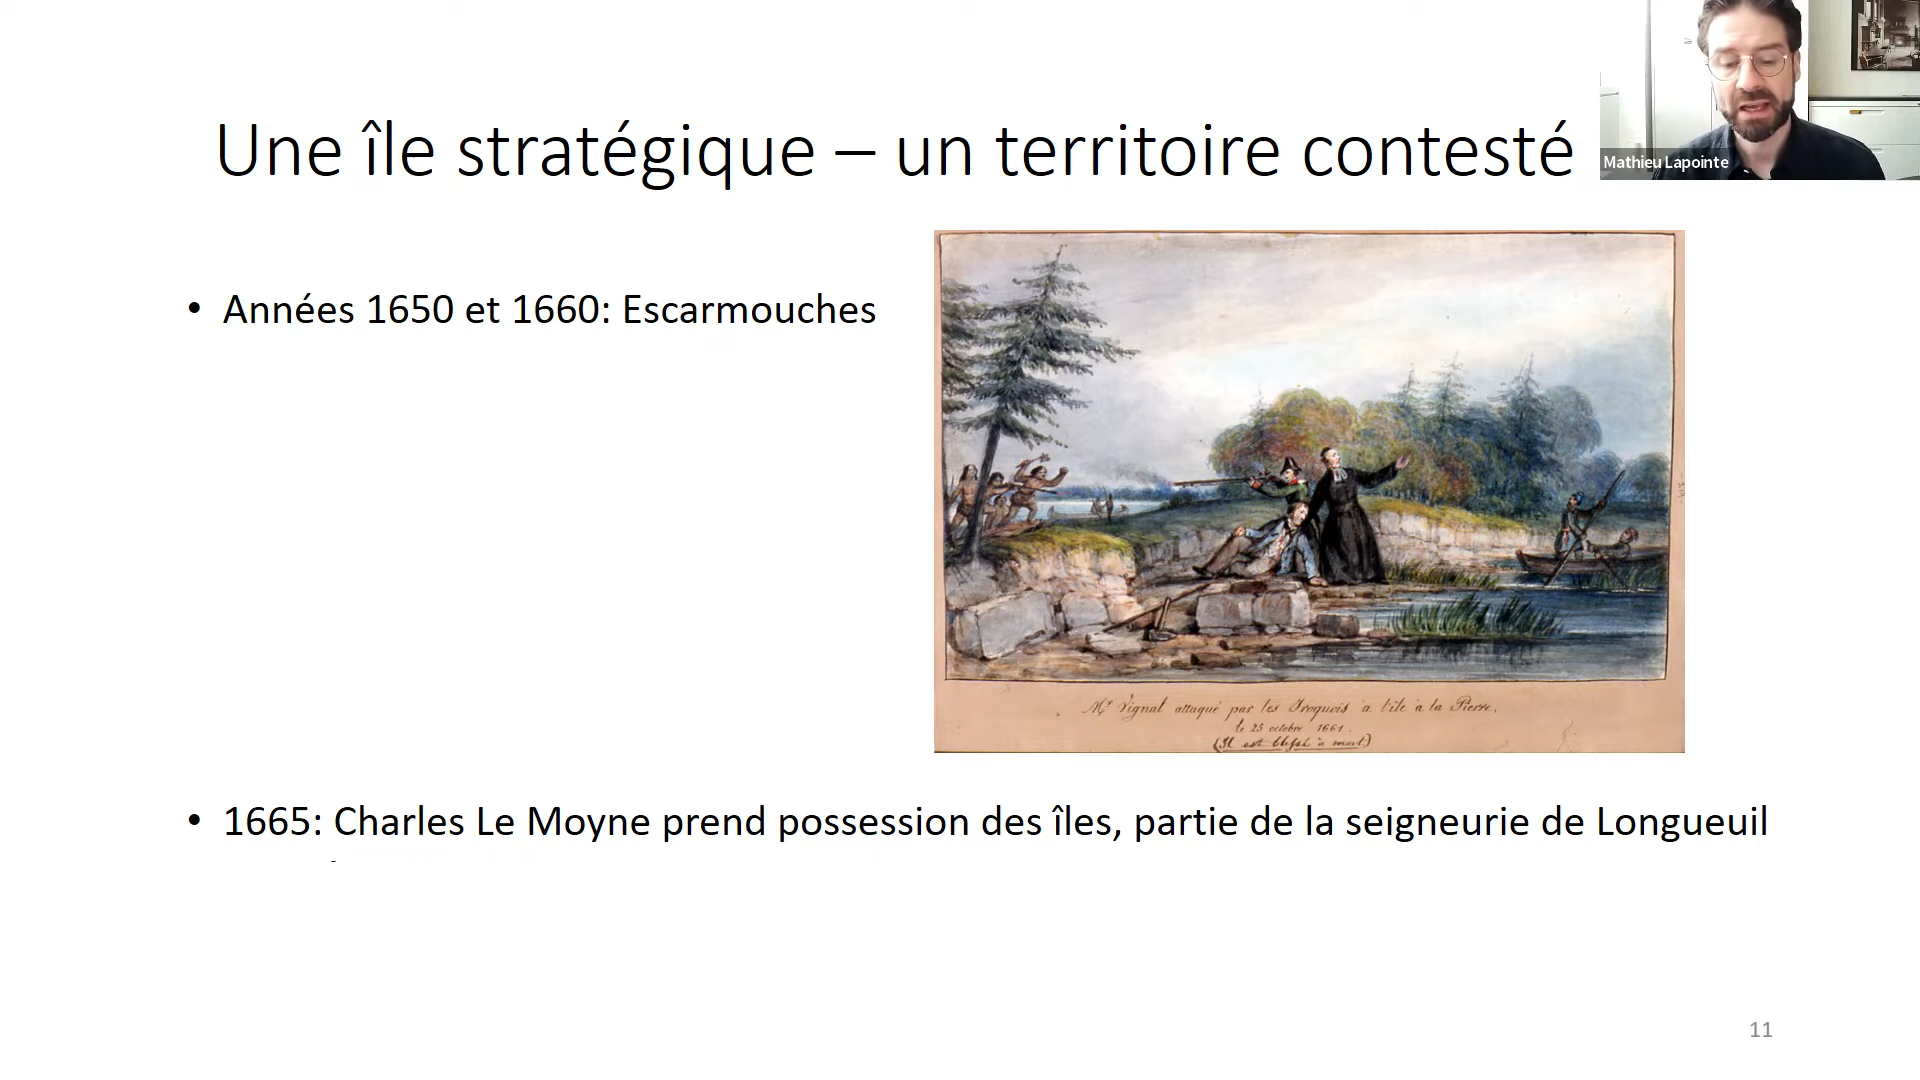 Une île stratégique – un territoire contesté
Mathieu Lapointe
• Années 1650 et 1660: Escarmouches
Mr Vignal attaqué par les Iroquois à l'île à la Pierre,
le 25 octobre 1661.
(Il est blessé à mort)
• 1665: Charles Le Moyne prend possession des îles, partie de la seigneurie de Longueuil
11